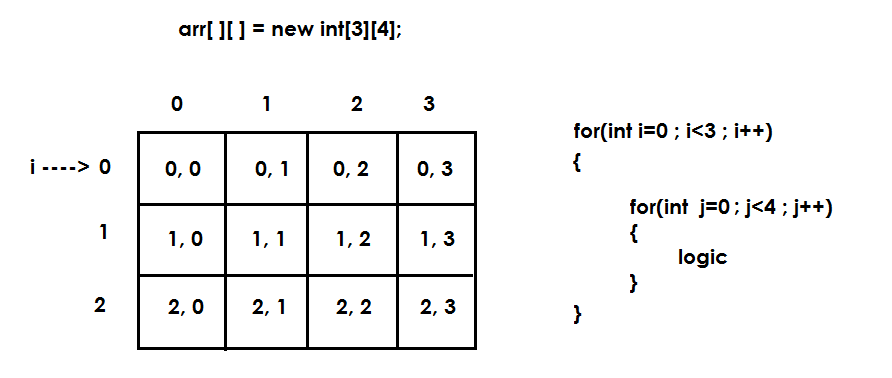 arr[ ][ ] = new int[3][4];
0 1 2 3
i ----> 0 0, 0 0, 1 0, 2 0, 3
1 1, 0 1, 1 1, 2 1, 3
2 2, 0 2, 1 2, 2 2, 3
for(int i=0 ; i<3 ; i++)
{
for(int j=0 ; j<4 ; j++)
{
logic
}
}